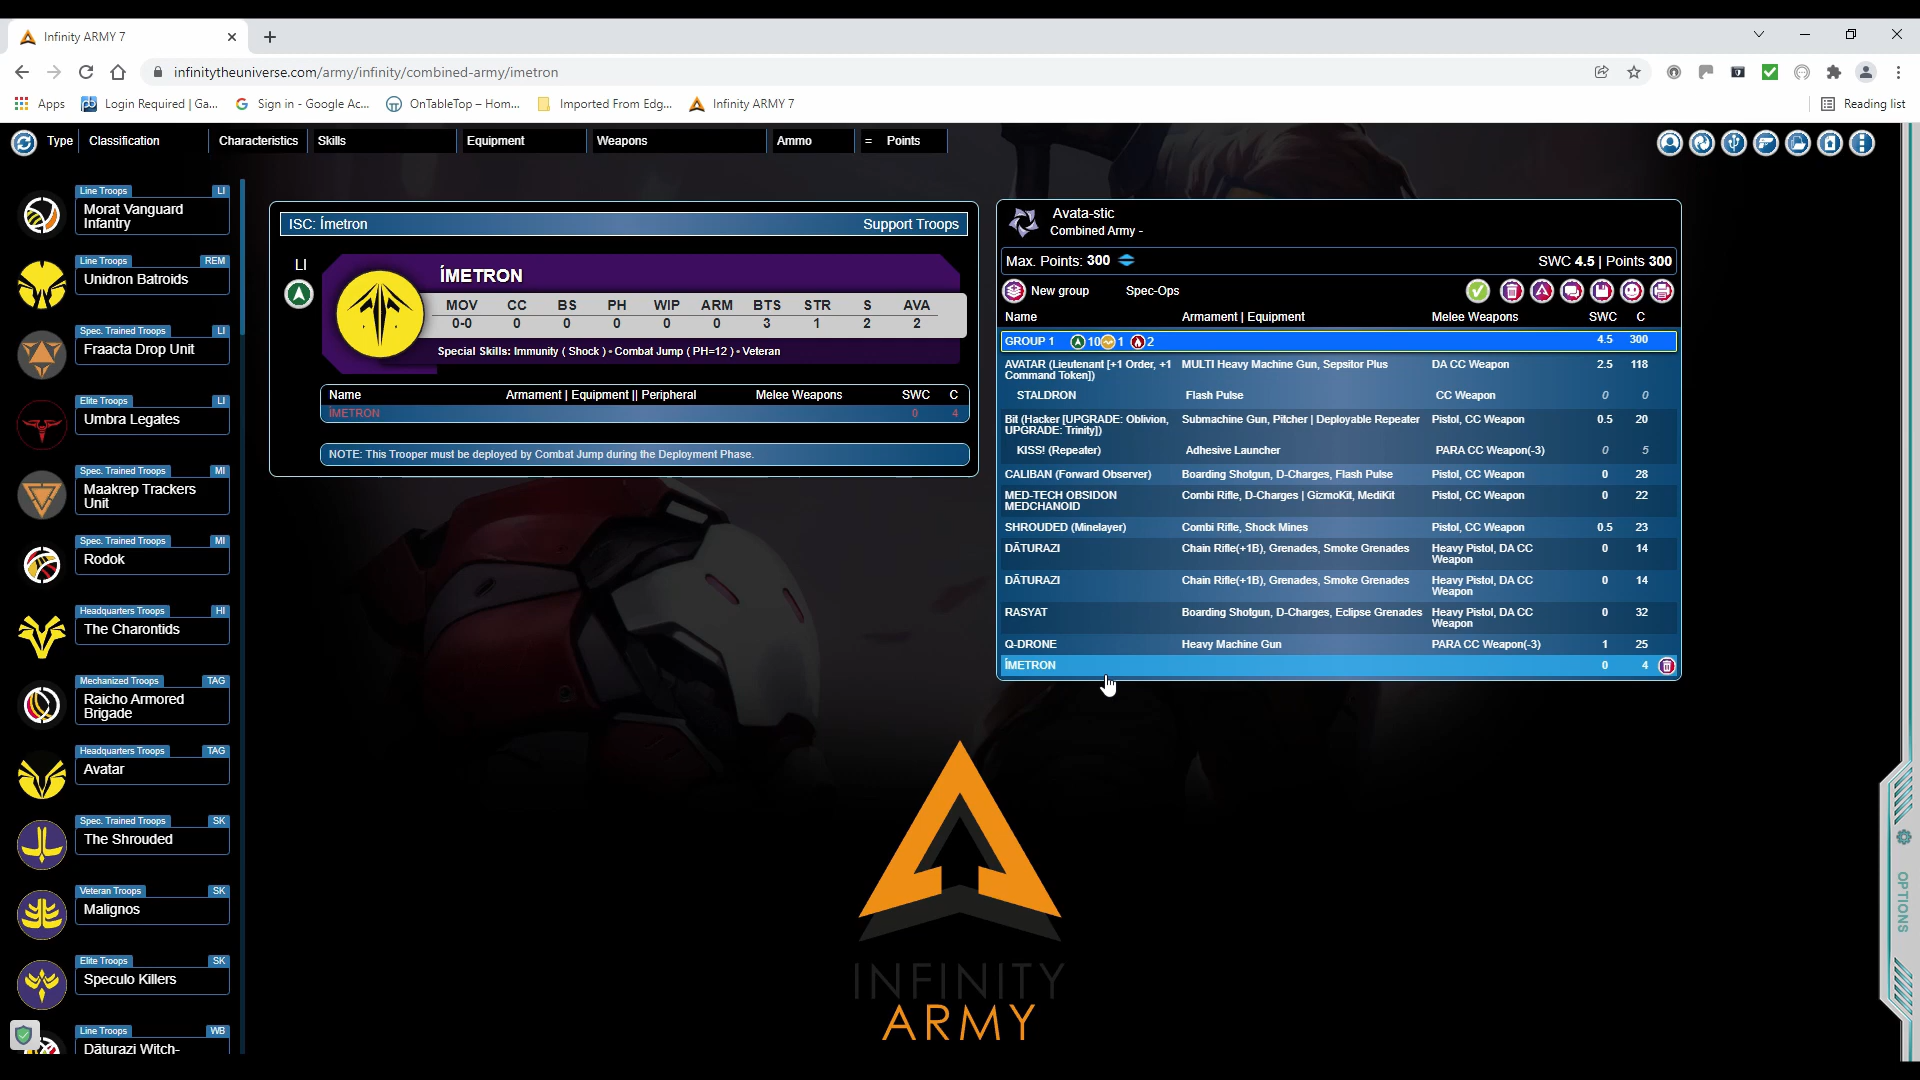 Infinity ARMY 7
infinitytheuniverse.com/army/infinity/combined-army/imetron
Apps
Login Required | Ga...
Sign in - Google Ac...
OnTableTop – Hom...
Imported From Edg...
Infinity ARMY 7
Reading list
Type
Classification
Characteristics
Skills
Equipment
Weapons
Ammo
= Points
Line Troops LI
Morat Vanguard
Infantry
Line Troops REM
Unidron Batroids
Spec. Trained Troops LI
Fraacta Drop Unit
Elite Troops LI
Umbra Legates
Spec. Trained Troops MI
Maakrep Trackers
Unit
Spec. Trained Troops MI
Rodok
Headquarters Troops HI
The Charontids
Mechanized Troops TAG
Raicho Armored
Brigade
Headquarters Troops TAG
Avatar
Spec. Trained Troops SK
The Shrouded
Veteran Troops SK
Malignos
Elite Troops SK
Speculo Killers
Line Troops WB
Dāturazi Witch-
ISC: Ímetron Support Troops
LI
ÍMETRON
MOV CC BS PH WIP ARM BTS STR S AVA
0-0 0 0 0 0 0 3 1 2 2
Special Skills: Immunity ( Shock ) • Combat Jump ( PH=12 ) • Veteran
Name Armament | Equipment || Peripheral Melee Weapons SWC C
ÍMETRON 0 4
NOTE: This Trooper must be deployed by Combat Jump during the Deployment Phase.
Avata-stic
Combined Army -
Max. Points: 300 SWC 4.5 | Points 300
New group Spec-Ops
Name Armament | Equipment Melee Weapons SWC C
GROUP 1 10 1 2 4.5 300
AVATAR (Lieutenant [+1 Order, +1 MULTI Heavy Machine Gun, Sepsitor Plus DA CC Weapon 2.5 118
Command Token])
STALDRON Flash Pulse CC Weapon 0 0
Bit (Hacker [UPGRADE: Oblivion, Submachine Gun, Pitcher | Deployable Repeater Pistol, CC Weapon 0.5 20
UPGRADE: Trinity])
KISS! (Repeater) Adhesive Launcher PARA CC Weapon(-3) 0 5
CALIBAN (Forward Observer) Boarding Shotgun, D-Charges, Flash Pulse Pistol, CC Weapon 0 28
MED-TECH OBSIDON Combi Rifle, D-Charges | GizmoKit, MediKit Pistol, CC Weapon 0 22
MEDCHANOID
SHROUDED (Minelayer) Combi Rifle, Shock Mines Pistol, CC Weapon 0.5 23
DĀTURAZI Chain Rifle(+1B), Grenades, Smoke Grenades Heavy Pistol, DA CC 0 14
Weapon
DĀTURAZI Chain Rifle(+1B), Grenades, Smoke Grenades Heavy Pistol, DA CC 0 14
Weapon
RASYAT Boarding Shotgun, D-Charges, Eclipse Grenades Heavy Pistol, DA CC 0 32
Weapon
Q-DRONE Heavy Machine Gun PARA CC Weapon(-3) 1 25
ÍMETRON 0 4
INFINITY
ARMY
OPTIONS